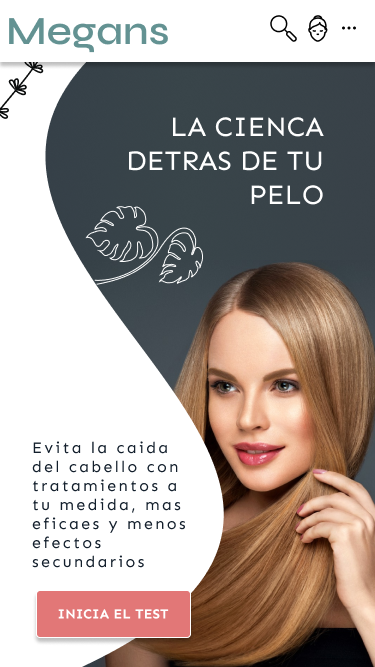 Megans
LA CIENCA
DETRAS DE TU
PELO
Evita la caida
del cabello con
tratamientos a
tu medida, mas
eficaes y menos
efectos
secundarios
INICIA EL TEST